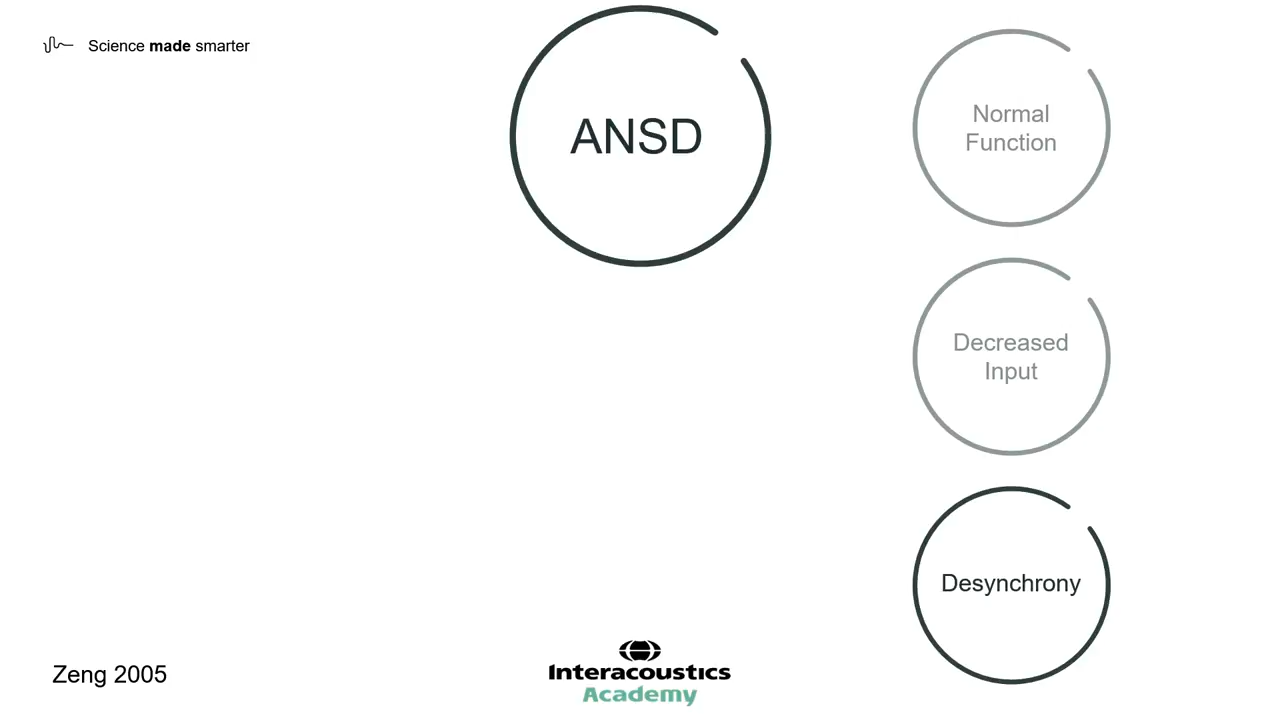 Science made smarter
ANSD
Normal
Function
Decreased
Input
Desynchrony
Zeng 2005
Interacoustics
Academy